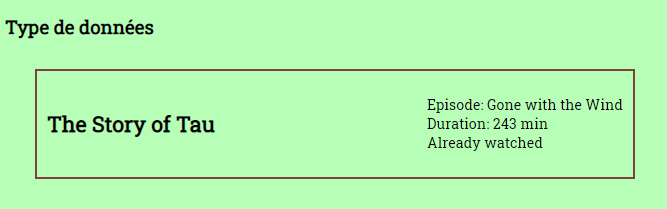 Type de données
The Story of Tau
Episode: Gone with the Wind
Duration: 243 min
Already watched